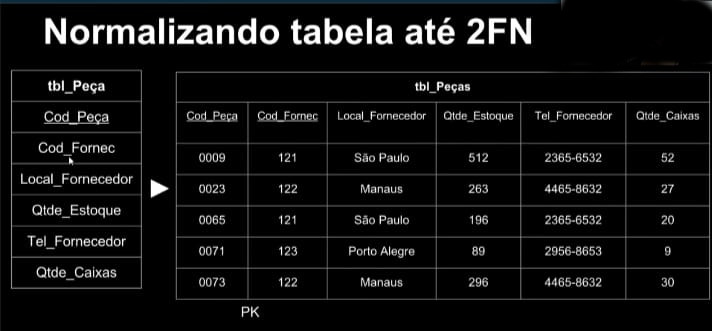 Normalizando tabela até 2FN
tbl_Peça
Cod_Peça
Cod_Fornec
Local_Fornecedor
Qtde_Estoque
Tel_Fornecedor
Qtde_Caixas
tbl_Peças
Cod_Peça Cod_Fornec Local_Fornecedor Qtde_Estoque Tel_Fornecedor Qtde_Caixas
0009 121 São Paulo 512 2365-6532 52
0023 122 Manaus 263 4465-8632 27
0065 121 São Paulo 196 2365-6532 20
0071 123 Porto Alegre 89 2956-8653 9
0073 122 Manaus 296 4465-8632 30
PK